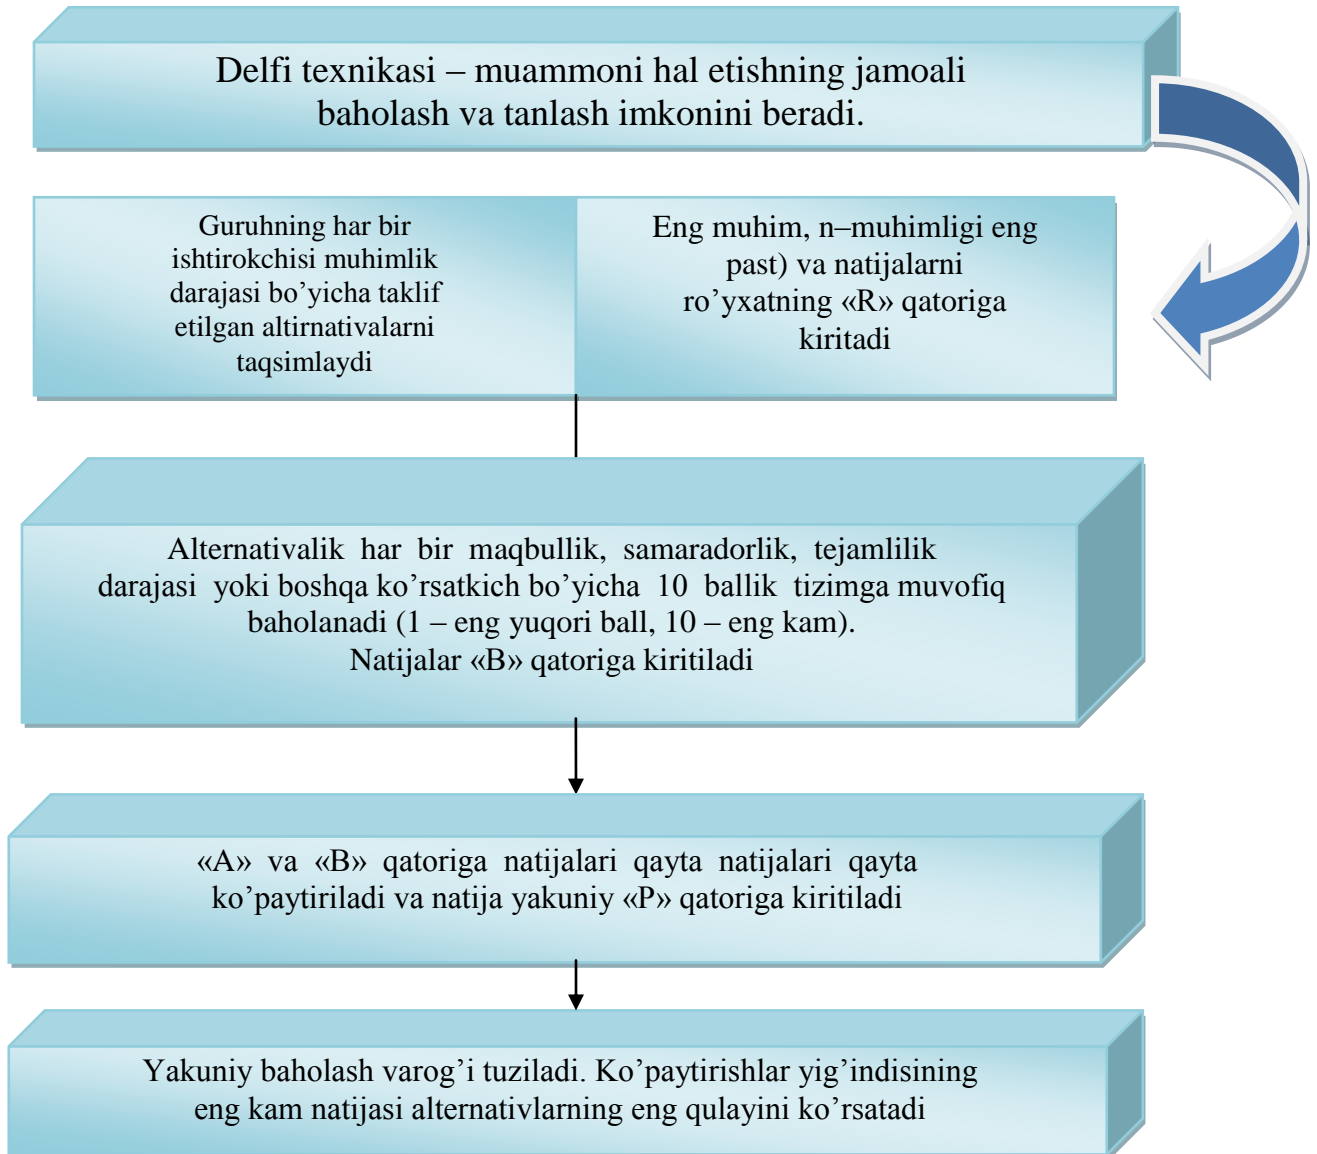 Delfi texnikasi – muammoni hal etishning jamoali
baholash va tanlash imkonini beradi.
Guruhning har bir
ishtirokchisi muhimlik
darajasi bo’yicha taklif
etilgan altirnativalarni
taqsimlaydi
Eng muhim, n–muhimligi eng
past) va natijalarni
ro’yxatning «R» qatoriga
kiritadi
Alternativalik har bir maqbullik, samaradorlik, tejamlilik
darajasi yoki boshqa ko’rsatkich bo’yicha 10 ballik tizimga muvofiq
baholanadi (1 – eng yuqori ball, 10 – eng kam).
Natijalar «B» qatoriga kiritiladi
«A» va «B» qatoriga natijalari qayta natijalari qayta
ko’paytiriladi va natija yakuniy «P» qatoriga kiritiladi
Yakuniy baholash varog’i tuziladi. Ko’paytirishlar yig’indisining
eng kam natijasi alternativlarning eng qulayini ko’rsatadi